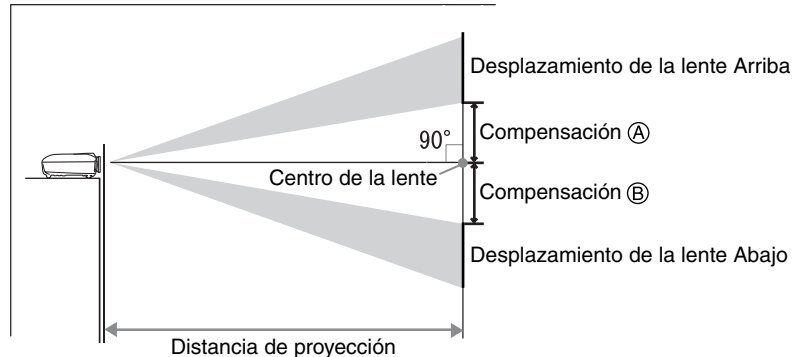 Desplazamiento de la lente Arriba
Compensación Ⓐ
90°
Centro de la lente
Compensación Ⓑ
Desplazamiento de la lente Abajo
Distancia de proyección